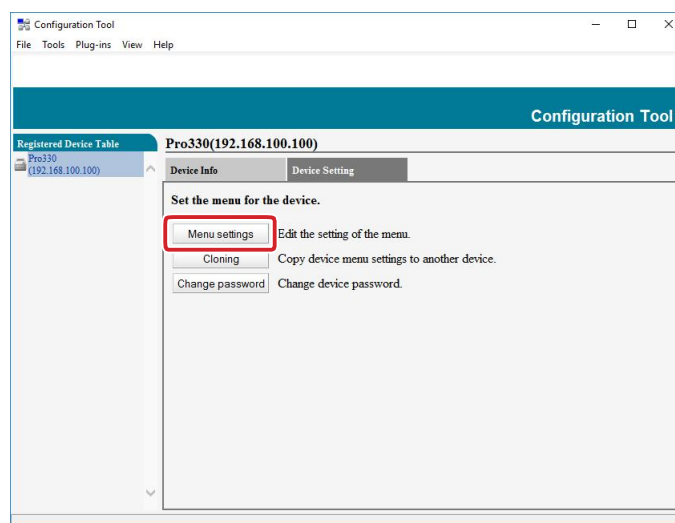 Configuration Tool
File Tools Plug-ins View Help
Configuration Tool
Registered Device Table
Pro330
(192.168.100.100)
Pro330(192.168.100.100)
Device Info Device Setting
Set the menu for the device.
Menu settings Edit the setting of the menu.
Cloning Copy device menu settings to another device.
Change password Change device password.